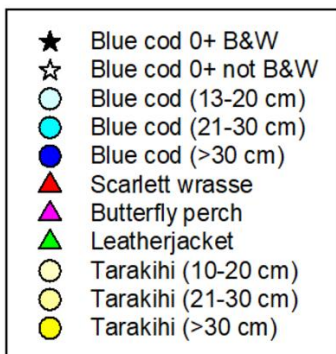 Blue cod 0+ B&W
Blue cod 0+ not B&W
Blue cod (13-20 cm)
Blue cod (21-30 cm)
Blue cod (>30 cm)
Scarlett wrasse
Butterfly perch
Leatherjacket
Tarakihi (10-20 cm)
Tarakihi (21-30 cm)
Tarakihi (>30 cm)